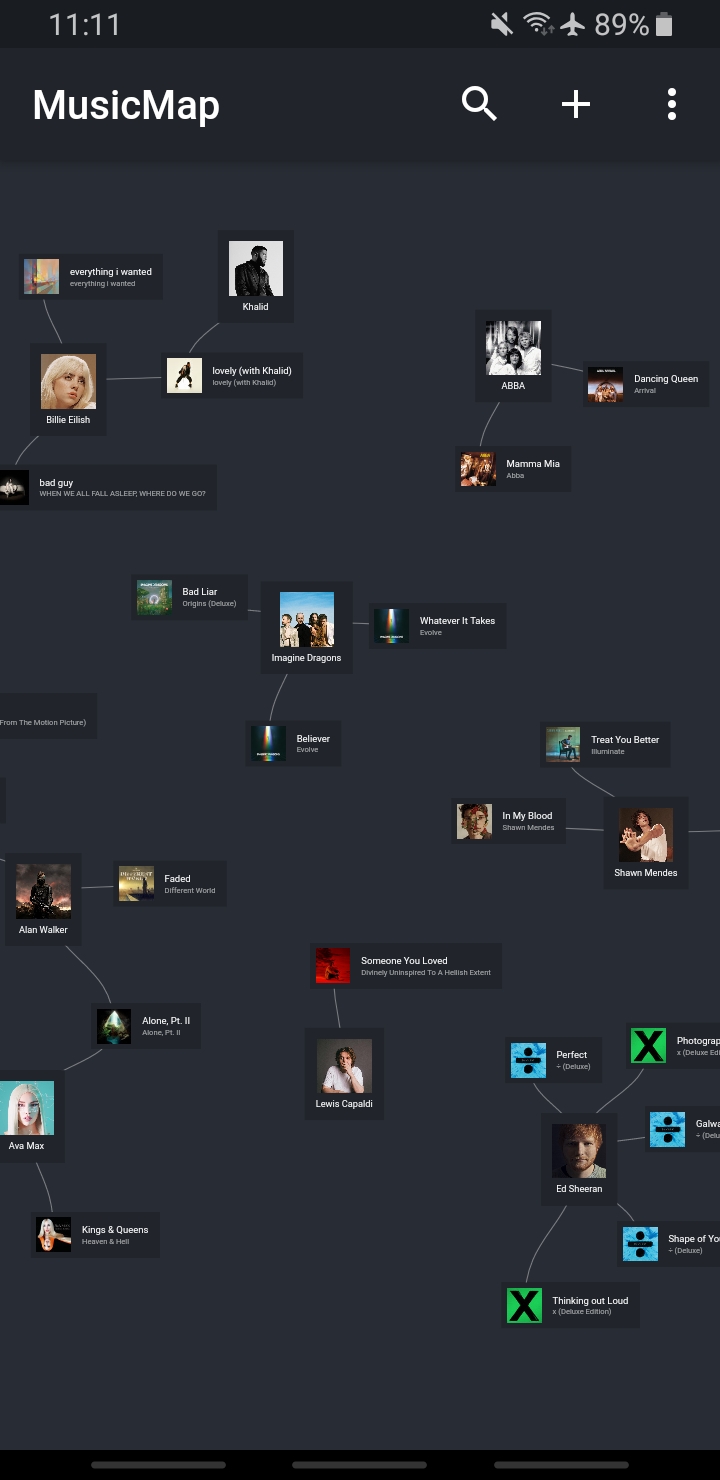 11:11
89%
MusicMap
everything i wanted
everything i wanted
Khalid
lovely (with Khalid)
lovely (with Khalid)
Billie Eilish
bad guy
WHEN WE ALL FALL ASLEEP, WHERE DO WE GO?
ABBA
Dancing Queen
Arrival
Mamma Mia
Abba
Bad Liar
Origins (Deluxe)
Imagine Dragons
Whatever It Takes
Evolve
Believer
Evolve
From The Motion Picture)
Treat You Better
Illuminate
In My Blood
Shawn Mendes
Shawn Mendes
Alan Walker
Faded
Different World
Someone You Loved
Divinely Uninspired To A Hellish Extent
Lewis Capaldi
Alone, Pt. II
Alone, Pt. II
Ava Max
Kings & Queens
Heaven & Hell
Perfect
÷ (Deluxe)
Photograp
x (Deluxe Edi
Galwa
÷ (Delu
Ed Sheeran
Shape of You
÷ (Deluxe)
Thinking out Loud
x (Deluxe Edition)